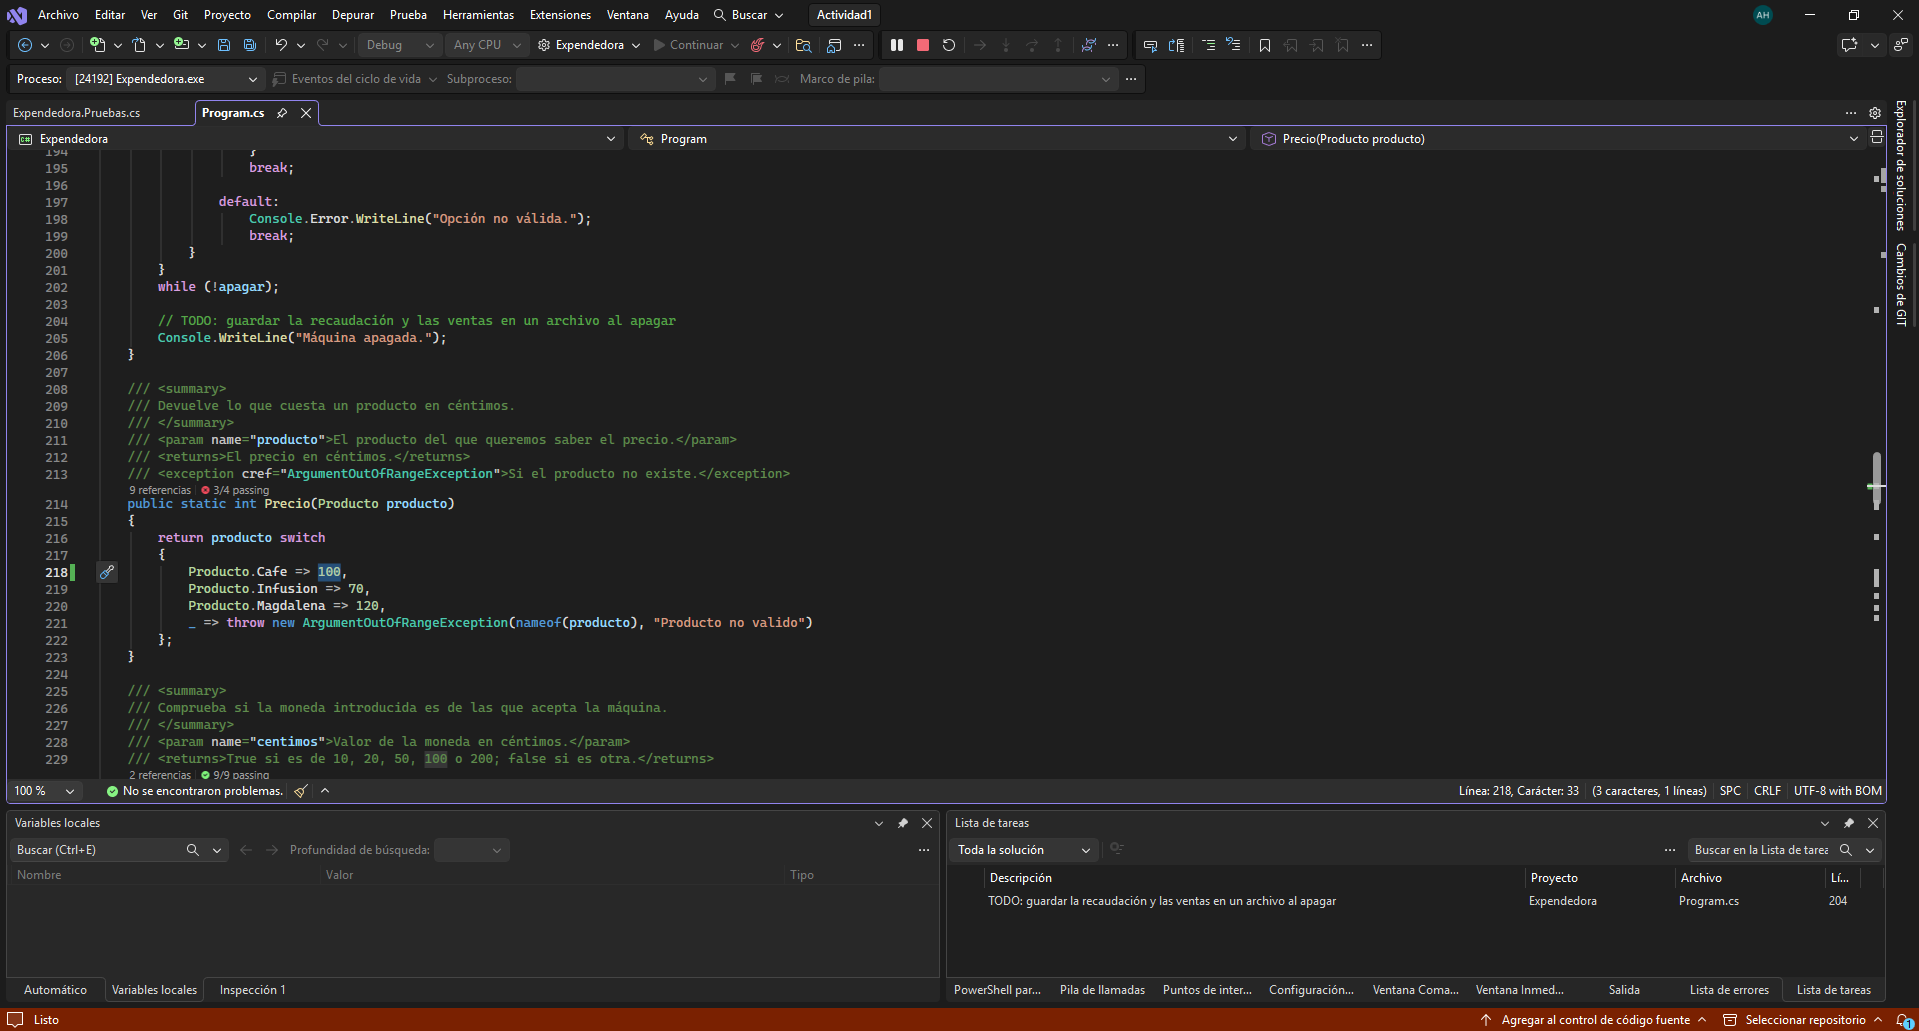 Archivo Editar Ver Git Proyecto Compilar Depurar Prueba Herramientas Extensiones Ventana Ayuda Buscar Actividad1 AH
Debug Any CPU Expendedora Continuar
Proceso: [24192] Expendedora.exe Eventos del ciclo de vida Subproceso: Marco de pila:
Expendedora.Pruebas.cs Program.cs
Expendedora Program Precio(Producto producto)
194 }
195 break;
196
197 default:
198 Console.Error.WriteLine("Opción no válida.");
199 break;
200 }
201 }
202 while (!apagar);
203
204 // TODO: guardar la recaudación y las ventas en un archivo al apagar
205 Console.WriteLine("Máquina apagada.");
206 }
207
208 /// <summary>
209 /// Devuelve lo que cuesta un producto en céntimos.
210 /// </summary>
211 /// <param name="producto">El producto del que queremos saber el precio.</param>
212 /// <returns>El precio en céntimos.</returns>
213 /// <exception cref="ArgumentOutOfRangeException">Si el producto no existe.</exception>
9 referencias | 3/4 passing
214 public static int Precio(Producto producto)
215 {
216 return producto switch
217 {
218 Producto.Cafe => 100,
219 Producto.Infusion => 70,
220 Producto.Magdalena => 120,
221 _ => throw new ArgumentOutOfRangeException(nameof(producto), "Producto no valido")
222 };
223 }
224
225 /// <summary>
226 /// Comprueba si la moneda introducida es de las que acepta la máquina.
227 /// </summary>
228 /// <param name="centimos">Valor de la moneda en céntimos.</param>
229 /// <returns>True si es de 10, 20, 50, 100 o 200; false si es otra.</returns>
2 referencias | 9/9 passing
100 % No se encontraron problemas. Línea: 218, Carácter: 33 (3 caracteres, 1 líneas) SPC CRLF UTF-8 with BOM
Explorador de soluciones
Cambios de GIT
Variables locales
Buscar (Ctrl+E) Profundidad de búsqueda:
Nombre Valor Tipo
Automático Variables locales Inspección 1
Lista de tareas
Toda la solución Buscar en la Lista de tarea
Descripción Proyecto Archivo Lí...
TODO: guardar la recaudación y las ventas en un archivo al apagar Expendedora Program.cs 204
PowerShell par... Pila de llamadas Puntos de inter... Configuración... Ventana Coma... Ventana Inmed... Salida Lista de errores Lista de tareas
Listo Agregar al control de código fuente Seleccionar repositorio 1